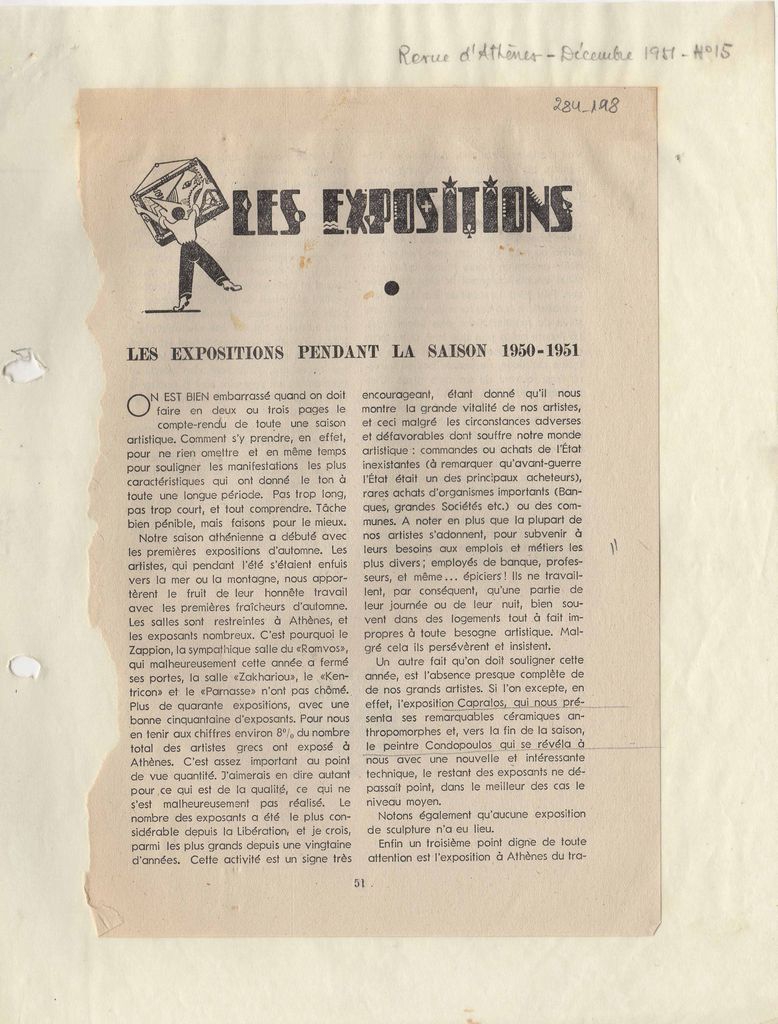 Revue d'Athènes - Décembre 1951 - No 15
284-198
LES EXPOSITIONS
LES EXPOSITIONS PENDANT LA SAISON 1950-1951
ON EST BIEN embarrassé quand on doit
faire en deux ou trois pages le
compte-rendu de toute une saison
artistique. Comment s'y prendre, en effet,
pour ne rien omettre et en même temps
pour souligner les manifestations les plus
caractéristiques qui ont donné le ton à
toute une longue période. Pas trop long,
pas trop court, et tout comprendre. Tâche
bien pénible, mais faisons pour le mieux.
Notre saison athénienne a débuté avec
les premières expositions d'automne. Les
artistes, qui pendant l'été s'étaient enfuis
vers la mer ou la montagne, nous appor-
tèrent le fruit de leur honnête travail
avec les premières fraîcheurs d'automne.
Les salles sont restreintes à Athènes, et
les exposants nombreux. C'est pourquoi le
Zappion, la sympathique salle du «Romvos»,
qui malheureusement cette année a fermé
ses portes, la salle «Zakhariou», le «Ken-
tricon» et le «Parnasse» n'ont pas chômé.
Plus de quarante expositions, avec une
bonne cinquantaine d'exposants. Pour nous
en tenir aux chiffres environ 8% du nombre
total des artistes grecs ont exposé à
Athènes. C'est assez important au point
de vue quantité. J'aimerais en dire autant
pour ce qui est de la qualité, ce qui ne
s'est malheureusement pas réalisé. Le
nombre des exposants a été le plus con-
sidérable depuis la Libération, et je crois,
parmi les plus grands depuis une vingtaine
d'années. Cette activité est un signe très
encourageant, étant donné qu'il nous
montre la grande vitalité de nos artistes,
et ceci malgré les circonstances adverses
et défavorables dont souffre notre monde
artistique : commandes ou achats de l'État
inexistantes (à remarquer qu'avant-guerre
l'État était un des principaux acheteurs),
rares achats d'organismes importants (Ban-
ques, grandes Sociétés etc.) ou des com-
munes. A noter en plus que la plupart de
nos artistes s'adonnent, pour subvenir à
leurs besoins aux emplois et métiers les
plus divers ; employés de banque, profes-
seurs, et même... épiciers ! Ils ne travail-
lent, par conséquent, qu'une partie de
leur journée ou de leur nuit, bien sou-
vent dans des logements tout à fait im-
propres à toute besogne artistique. Mal-
gré cela ils persévèrent et insistent.
Un autre fait qu'on doit souligner cette
année, est l'absence presque complète de
de nos grands artistes. Si l'on excepte, en
effet, l'exposition Capralos, qui nous pré-
senta ses remarquables céramiques an-
thropomorphes et, vers la fin de la saison,
le peintre Condopoulos qui se révéla à
nous avec une nouvelle et intéressante
technique, le restant des exposants ne dé-
passait point, dans le meilleur des cas le
niveau moyen.
Notons également qu'aucune exposition
de sculpture n'a eu lieu.
Enfin un troisième point digne de toute
attention est l'exposition à Athènes du tra-
51